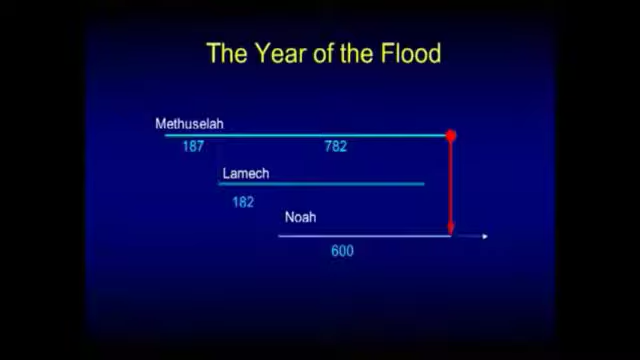 The Year of the Flood
Methuselah
187 782
Lamech
182
Noah
600